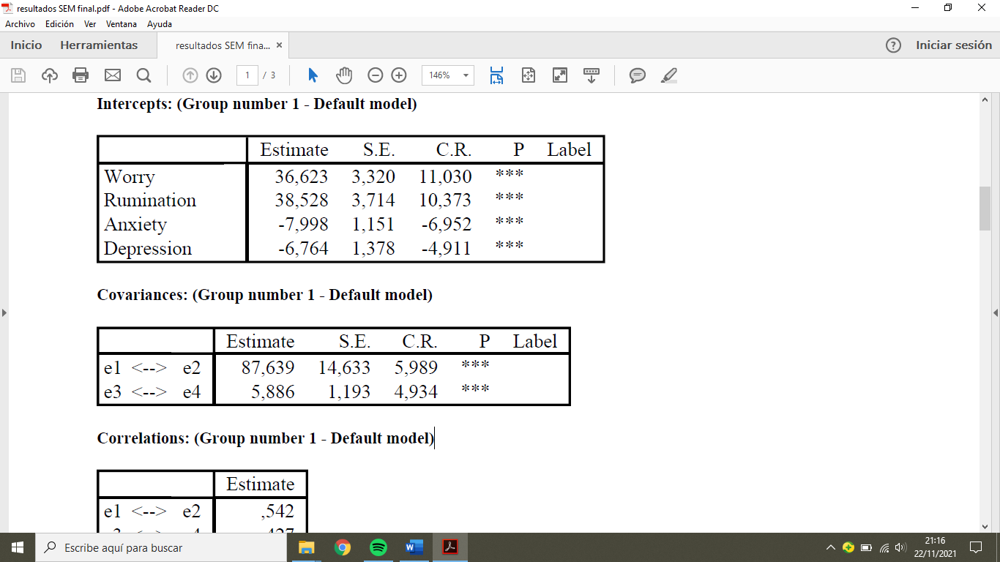 resultados SEM final.pdf - Adobe Acrobat Reader DC
Archivo Edición Ver Ventana Ayuda
Inicio Herramientas resultados SEM fina... × ? Iniciar sesión
1 / 3 146%
Intercepts: (Group number 1 - Default model)
Estimate S.E. C.R. P Label
Worry 36,623 3,320 11,030 ***
Rumination 38,528 3,714 10,373 ***
Anxiety -7,998 1,151 -6,952 ***
Depression -6,764 1,378 -4,911 ***
Covariances: (Group number 1 - Default model)
Estimate S.E. C.R. P Label
e1 <--> e2 87,639 14,633 5,989 ***
e3 <--> e4 5,886 1,193 4,934 ***
Correlations: (Group number 1 - Default model)
Estimate
e1 <--> e2 ,542
Escribe aquí para buscar
21:16
22/11/2021